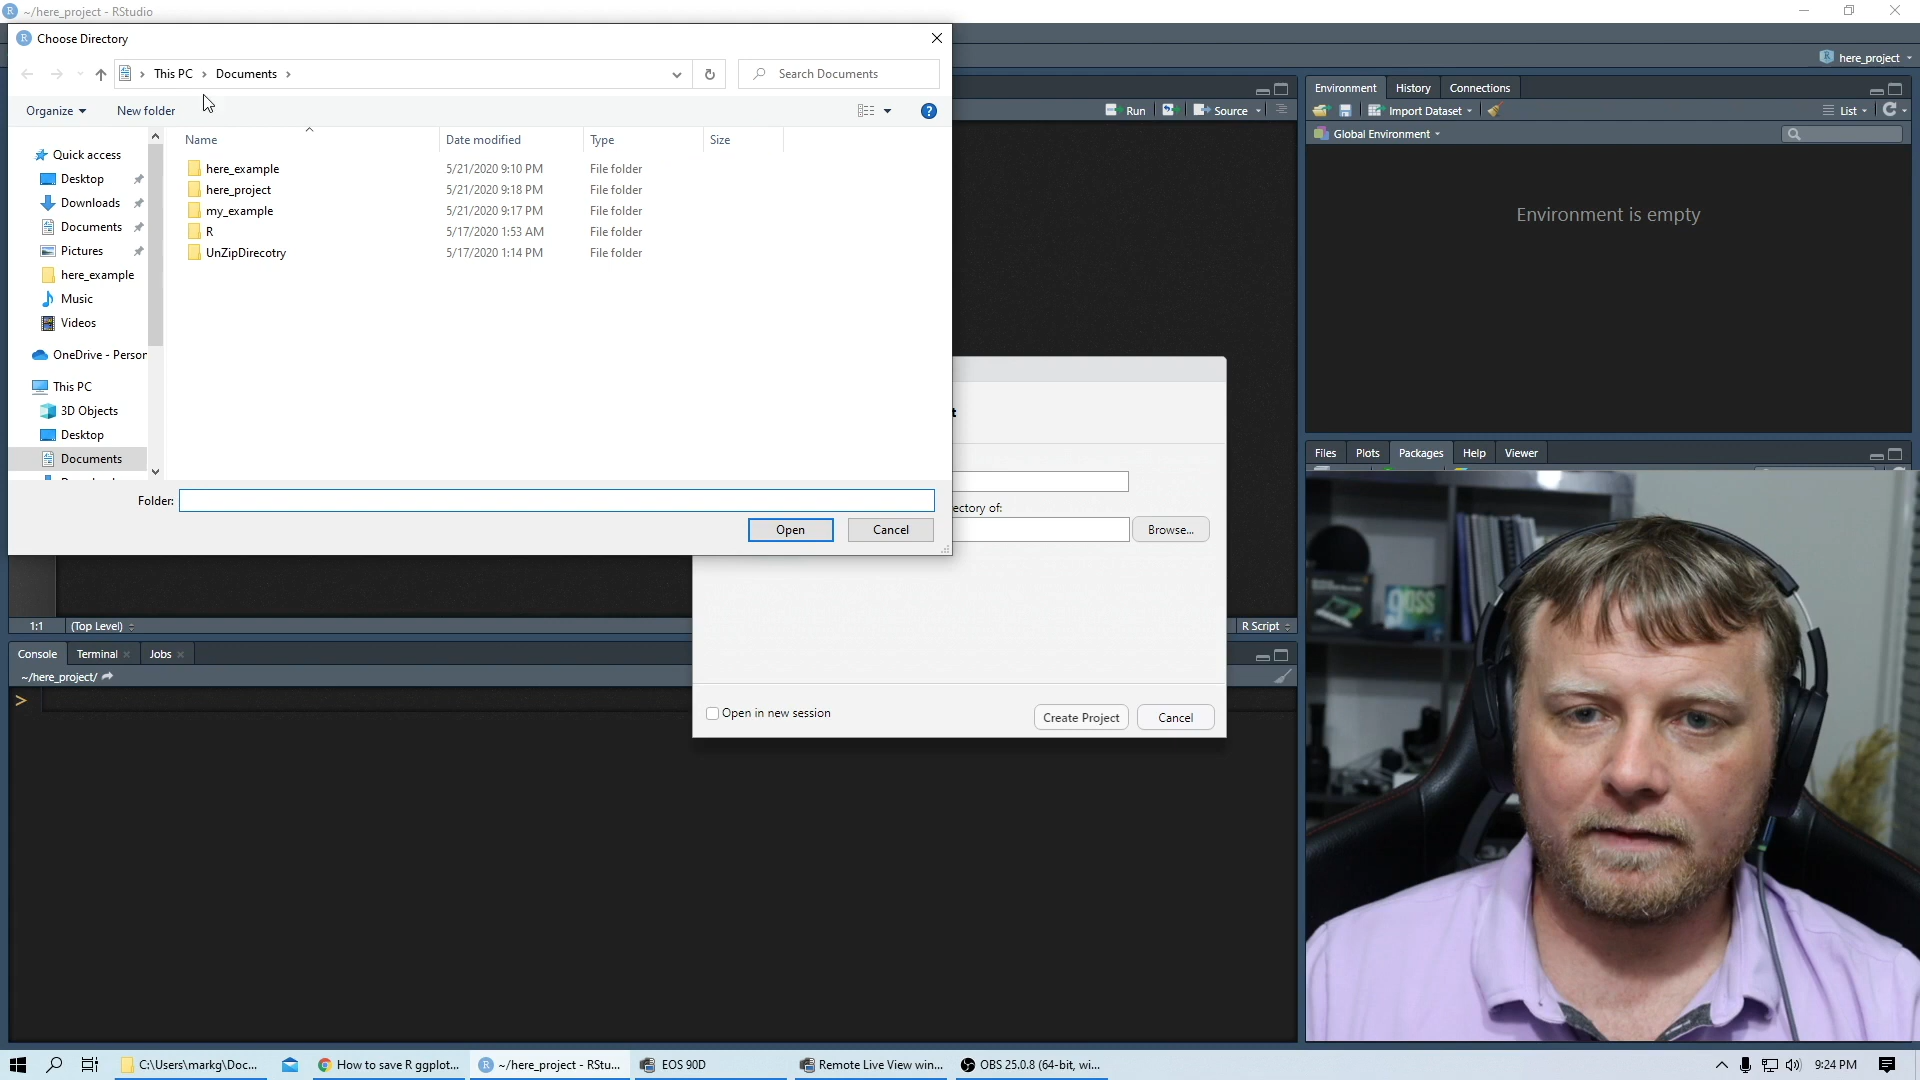 ~/here_project - RStudio
Choose Directory
This PC > Documents >
Search Documents
here_project
Organize
New folder
Environment
History
Connections
Run
Source
Import Dataset
List
Global Environment
Name
Date modified
Type
Size
Quick access
Desktop
Downloads
Documents
Pictures
here_example
Music
Videos
OneDrive - Person
This PC
3D Objects
Desktop
Documents
here_example 5/21/2020 9:10 PM File folder
here_project 5/21/2020 9:18 PM File folder
my_example 5/21/2020 9:17 PM File folder
R 5/17/2020 1:53 AM File folder
UnZipDirecotry 5/17/2020 1:14 PM File folder
Environment is empty
Folder:
Open
Cancel
ectory of:
Browse...
Files
Plots
Packages
Help
Viewer
1:1
(Top Level)
R Script
Console
Terminal
Jobs
~/here_project/
>
Open in new session
Create Project
Cancel
C:\Users\markg\Doc...
How to save R ggplot...
~/here_project - RStu...
EOS 90D
Remote Live View win...
OBS 25.0.8 (64-bit, wi...
9:24 PM